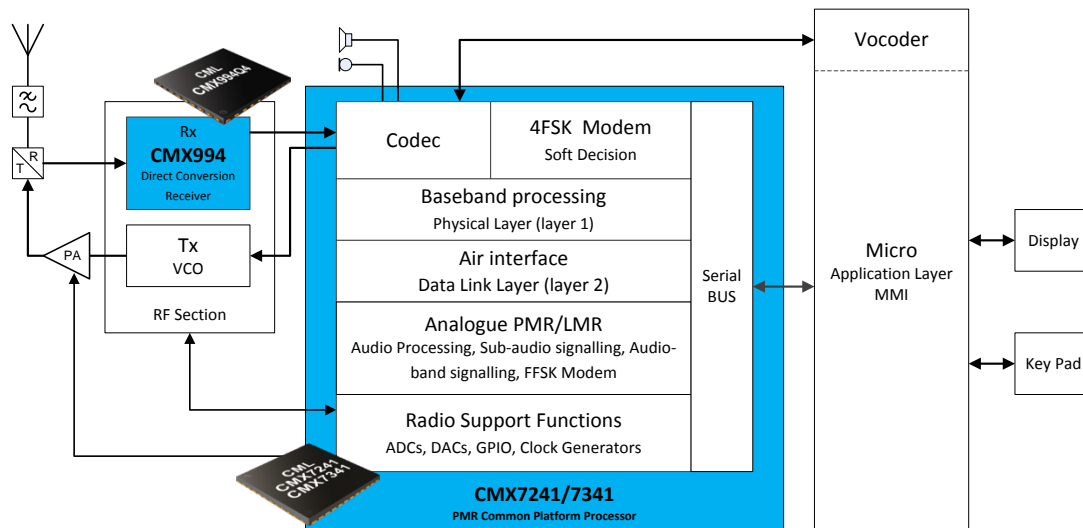 Vocoder
CML
CMX994Q4
Rx
CMX994
Direct Conversion
Receiver
R
T
Codec
4FSK Modem
Soft Decision
Baseband processing
Physical Layer (layer 1)
Tx
VCO
PA
RF Section
Air interface
Data Link Layer (layer 2)
Serial
BUS
Micro
Application Layer
MMI
Display
Analogue PMR/LMR
Audio Processing, Sub-audio signalling, Audio-
band signalling, FFSK Modem
Key Pad
Radio Support Functions
ADCs, DACs, GPIO, Clock Generators
CML
CMX7241
CMX7341
CMX7241/7341
PMR Common Platform Processor